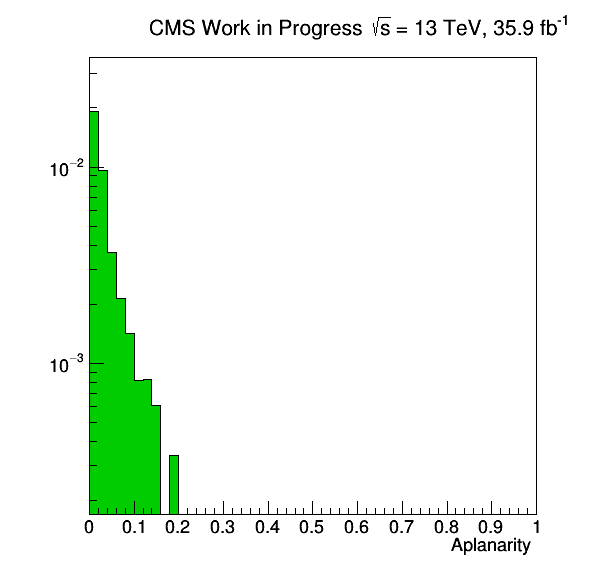 CMS Work in Progress √s = 13 TeV, 35.9 fb⁻¹
10⁻²
10⁻³
0 0.1 0.2 0.3 0.4 0.5 0.6 0.7 0.8 0.9 1
Aplanarity